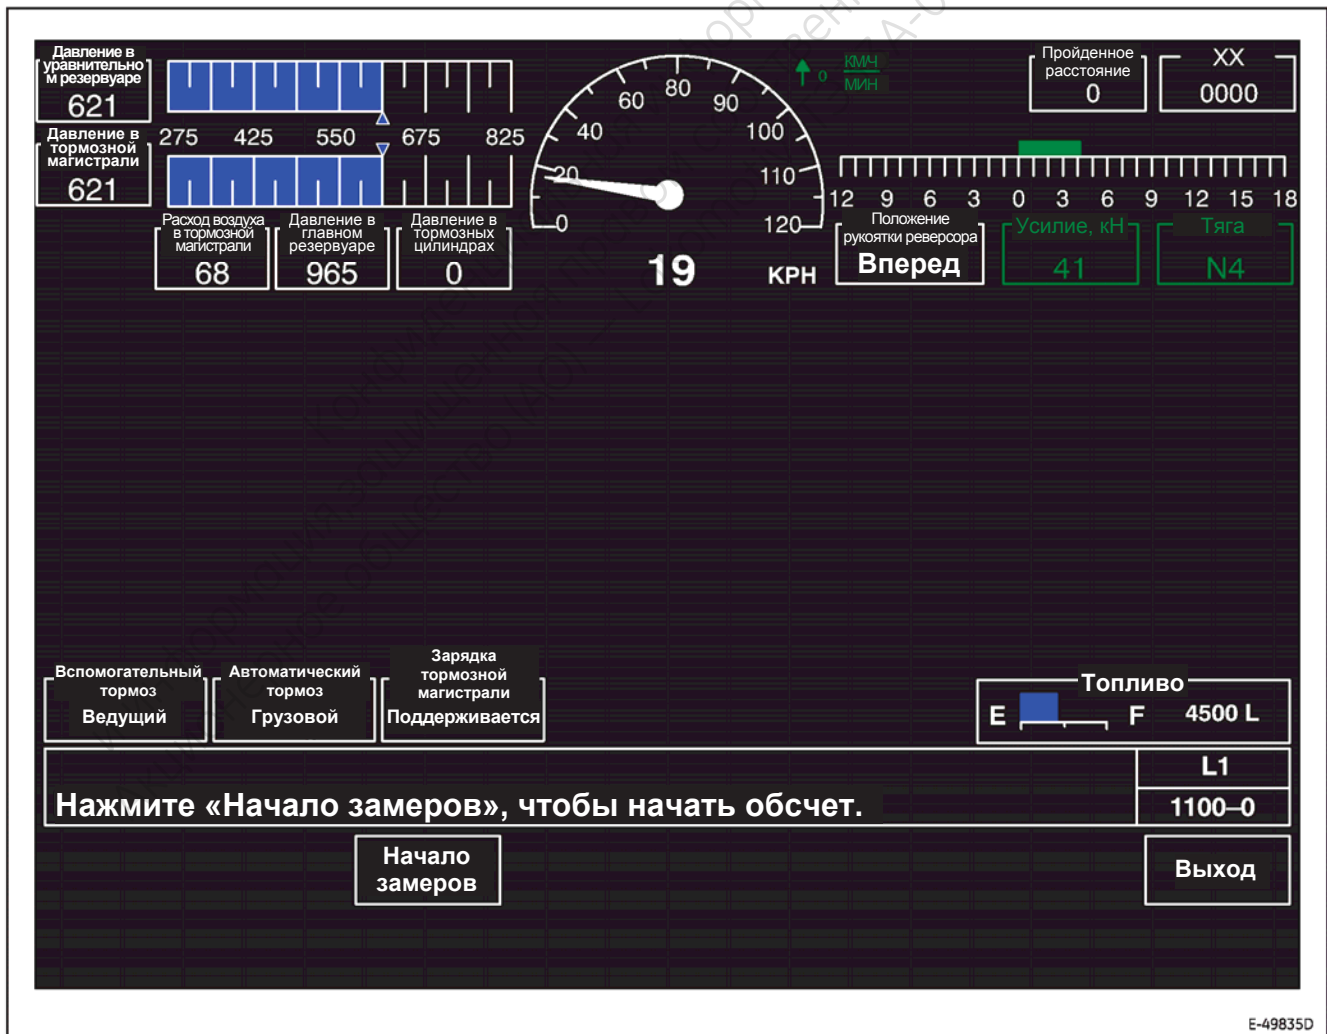 Давление в
уравнительно
м резервуаре
621
275 425 550 675 825
Давление в
тормозной
магистрали
621
Расход воздуха
в тормозной
магистрали
68
Давление в
главном
резервуаре
965
Давление в
тормозных
цилиндрах
0
0 20 40 60 80 90 100 110 120
19 КРН
0 КМ/Ч
МИН
Пройденное
расстояние
0
XX
0000
12 9 6 3 0 3 6 9 12 15 18
Положение
рукоятки реверсора
Вперед
Усилие, кН
41
Тяга
N4
Вспомогательный
тормоз
Ведущий
Автоматический
тормоз
Грузовой
Зарядка
тормозной
магистрали
Поддерживается
Топливо
E F 4500 L
L1
Нажмите «Начало замеров», чтобы начать обсчет.
1100–0
Начало
замеров
Выход
E-49835D